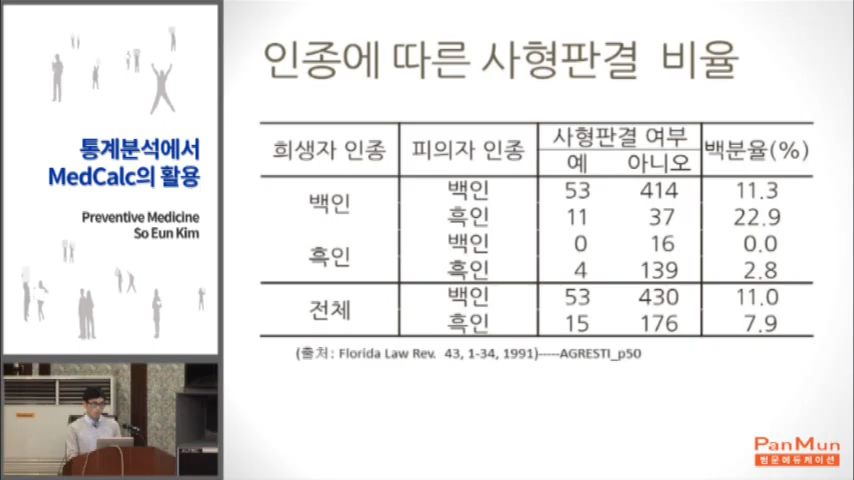 통계분석에서
MedCalc의 활용
Preventive Medicine
So Eun Kim
인종에 따른 사형판결 비율
희생자 인종 피의자 인종 사형판결 여부 백분율(%)
예 아니오
백인 백인 53 414 11.3
흑인 11 37 22.9
흑인 백인 0 16 0.0
흑인 4 139 2.8
전체 백인 53 430 11.0
흑인 15 176 7.9
(출처: Florida Law Rev. 43, 1-34, 1991)-----AGRESTI_p50
PanMun
범문에듀케이션